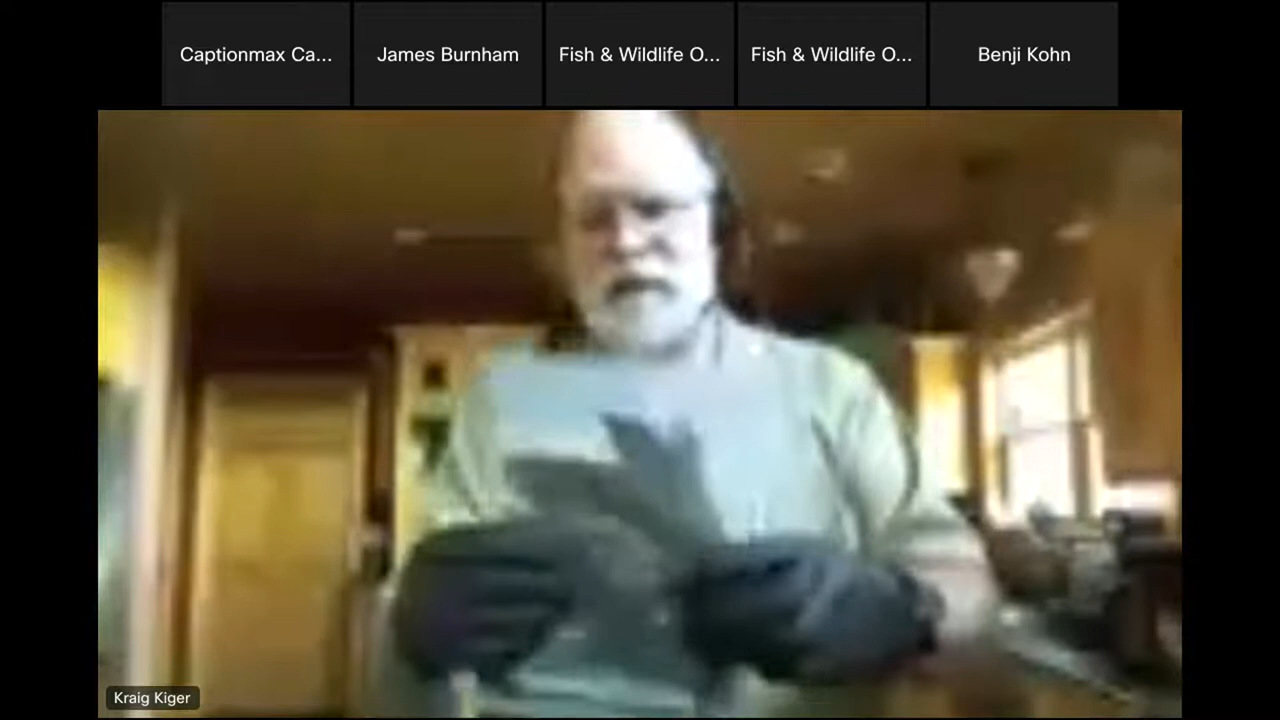 Captionmax Ca...
James Burnham
Fish & Wildlife O...
Fish & Wildlife O...
Benji Kohn
Kraig Kiger